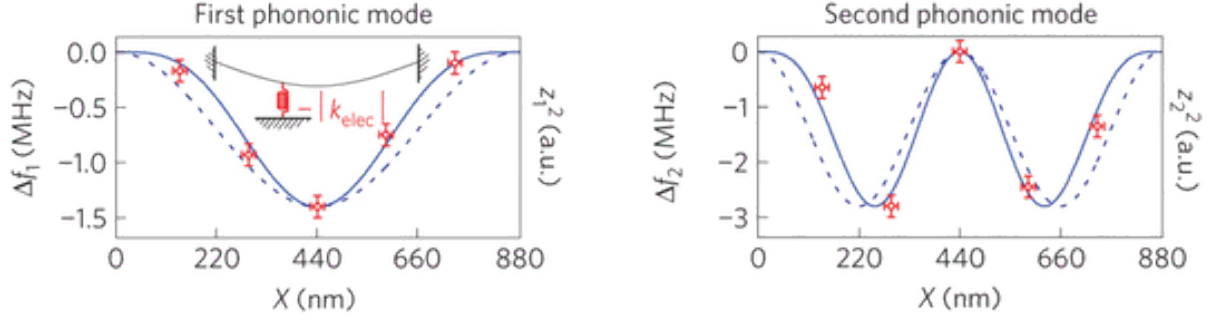 First phononic mode
0.0
−0.5
−1.0
−1.5
Δf₁ (MHz)
−|k_elec|
z₁² (a.u.)
0 220 440 660 880
X (nm)
Second phononic mode
0
−1
−2
−3
Δf₂ (MHz)
z₂² (a.u.)
0 220 440 660 880
X (nm)